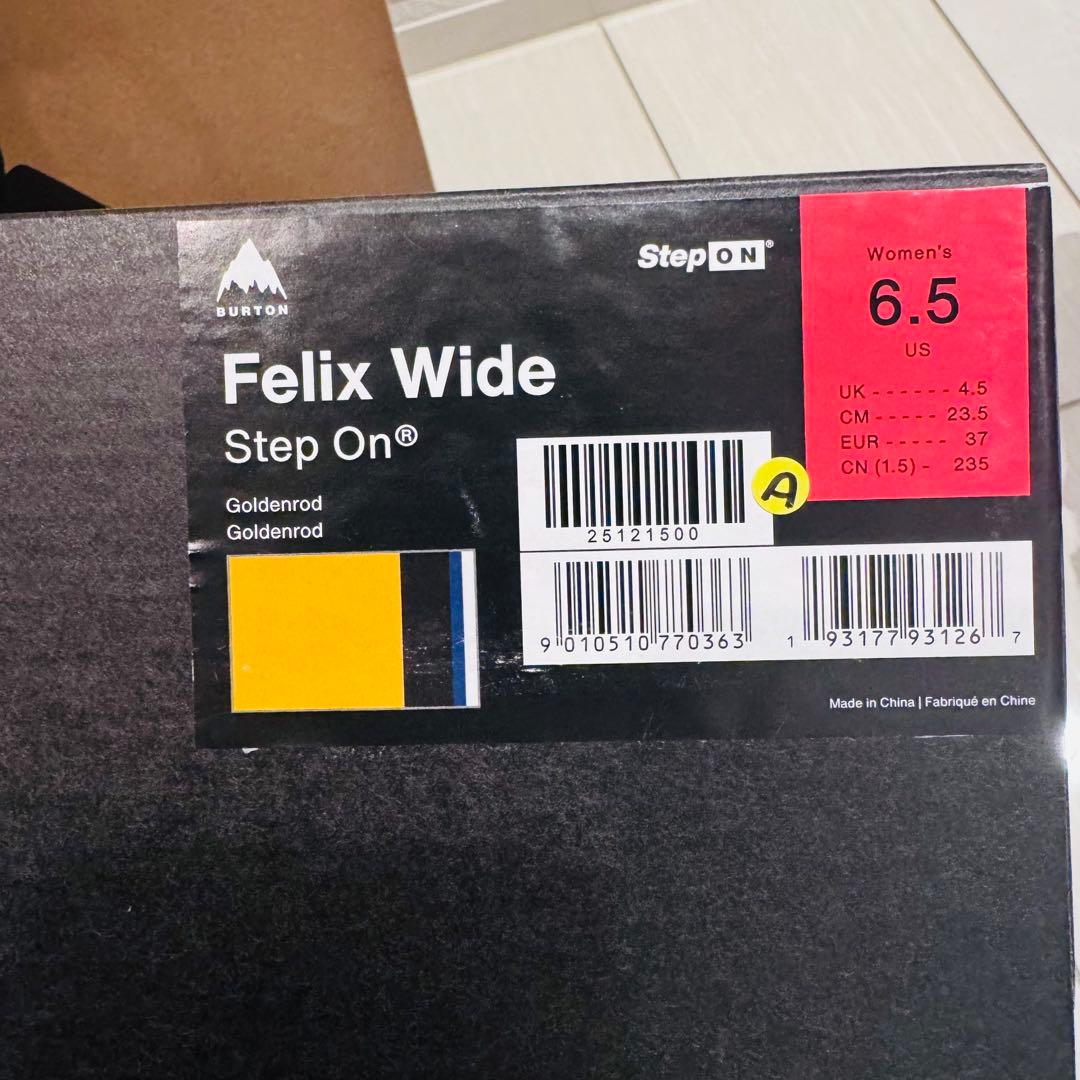 BURTON
Felix Wide
Step On®
Goldenrod
Goldenrod
Step ON®
Women's
6.5
US
UK ------ 4.5
CM ----- 23.5
EUR ----- 37
CN (1.5) - 235
A
25121500
9 010510 770363
1 93177 93126 7
Made in China | Fabriqué en Chine